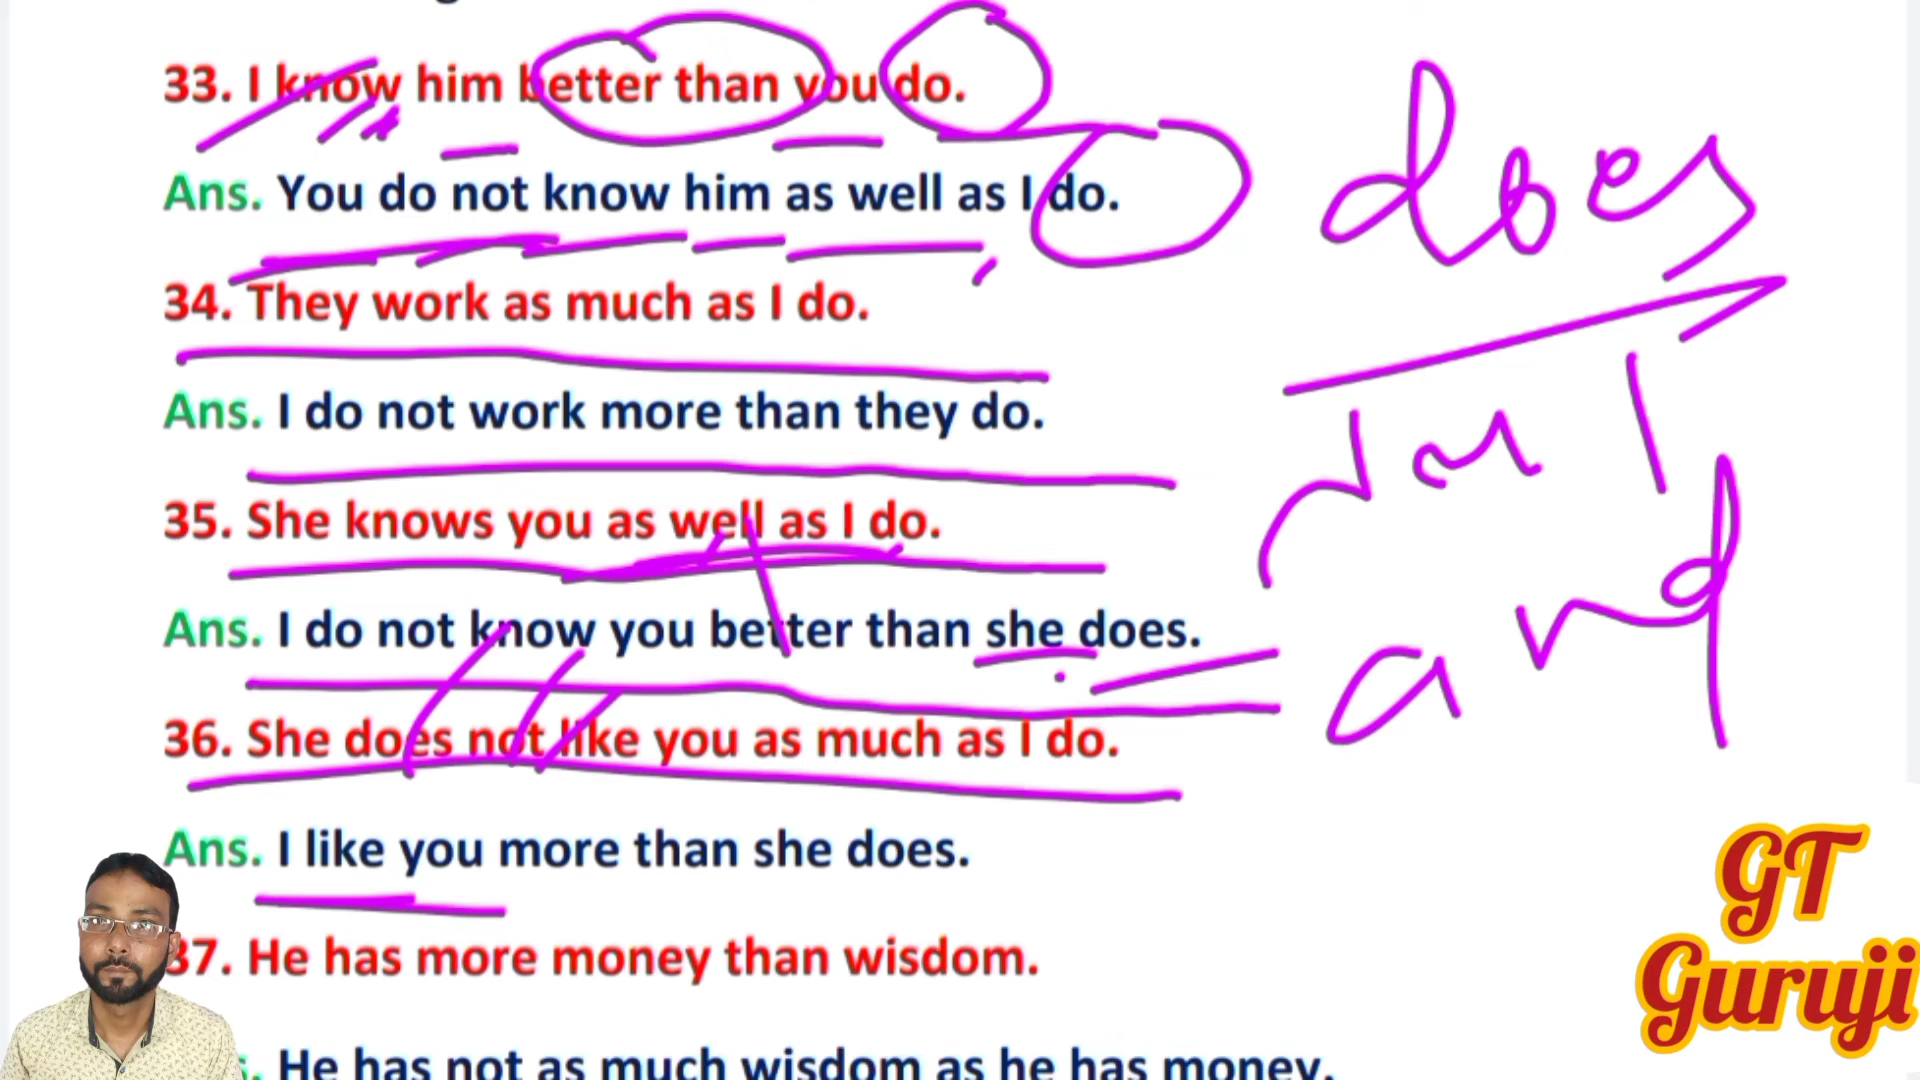 33. I know him better than you do.
Ans. You do not know him as well as I do.
34. They work as much as I do.
Ans. I do not work more than they do.
35. She knows you as well as I do.
Ans. I do not know you better than she does.
36. She does not like you as much as I do.
Ans. I like you more than she does.
37. He has more money than wisdom.
He has not as much wisdom as he has money.
does
and
GT
Guruji